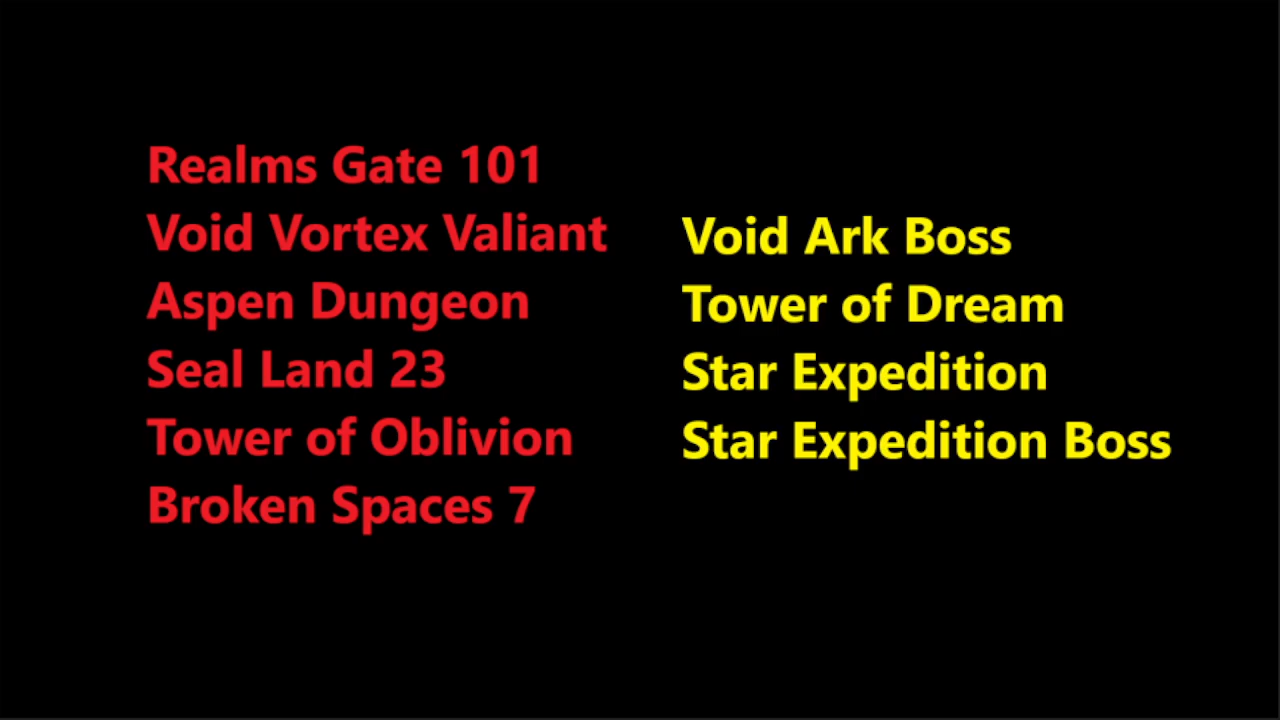 Realms Gate 101
Void Vortex Valiant
Aspen Dungeon
Seal Land 23
Tower of Oblivion
Broken Spaces 7
Void Ark Boss
Tower of Dream
Star Expedition
Star Expedition Boss